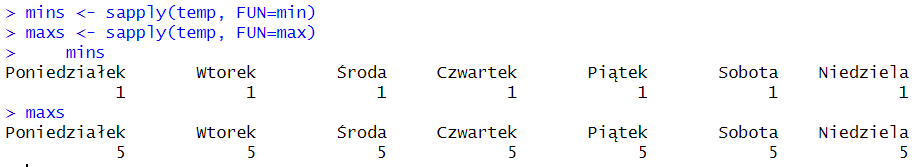 > mins <- sapply(temp, FUN=min)
> maxs <- sapply(temp, FUN=max)
>     mins
Poniedziałek       Wtorek        Środa     Czwartek       Piątek       Sobota    Niedziela
           1            1            1            1            1            1            1
> maxs
Poniedziałek       Wtorek        Środa     Czwartek       Piątek       Sobota    Niedziela
           5            5            5            5            5            5            5